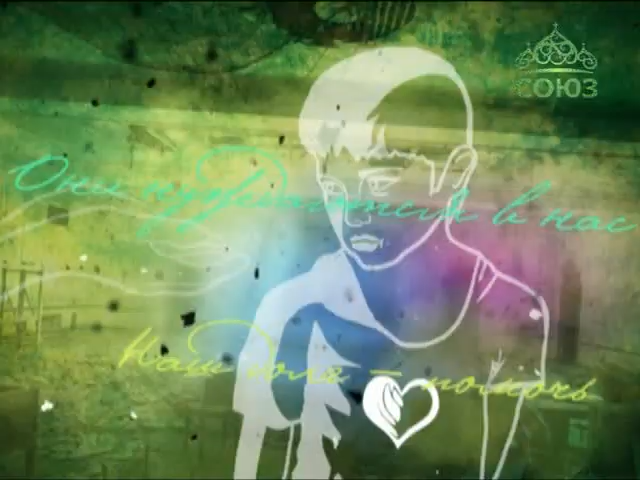 СОЮЗ
Они нуждаются в нас
Наш долг – помочь